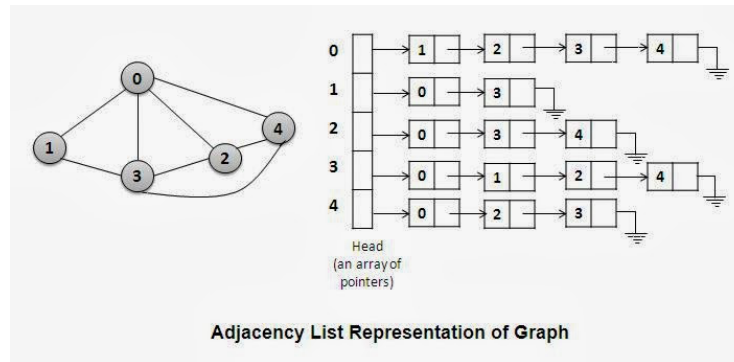 0
1
2
3
4
0 1 2 3 4
1 0 3
2 0 3 4
3 0 1 2 4
4 0 2 3
Head
(an array of
pointers)
Adjacency List Representation of Graph